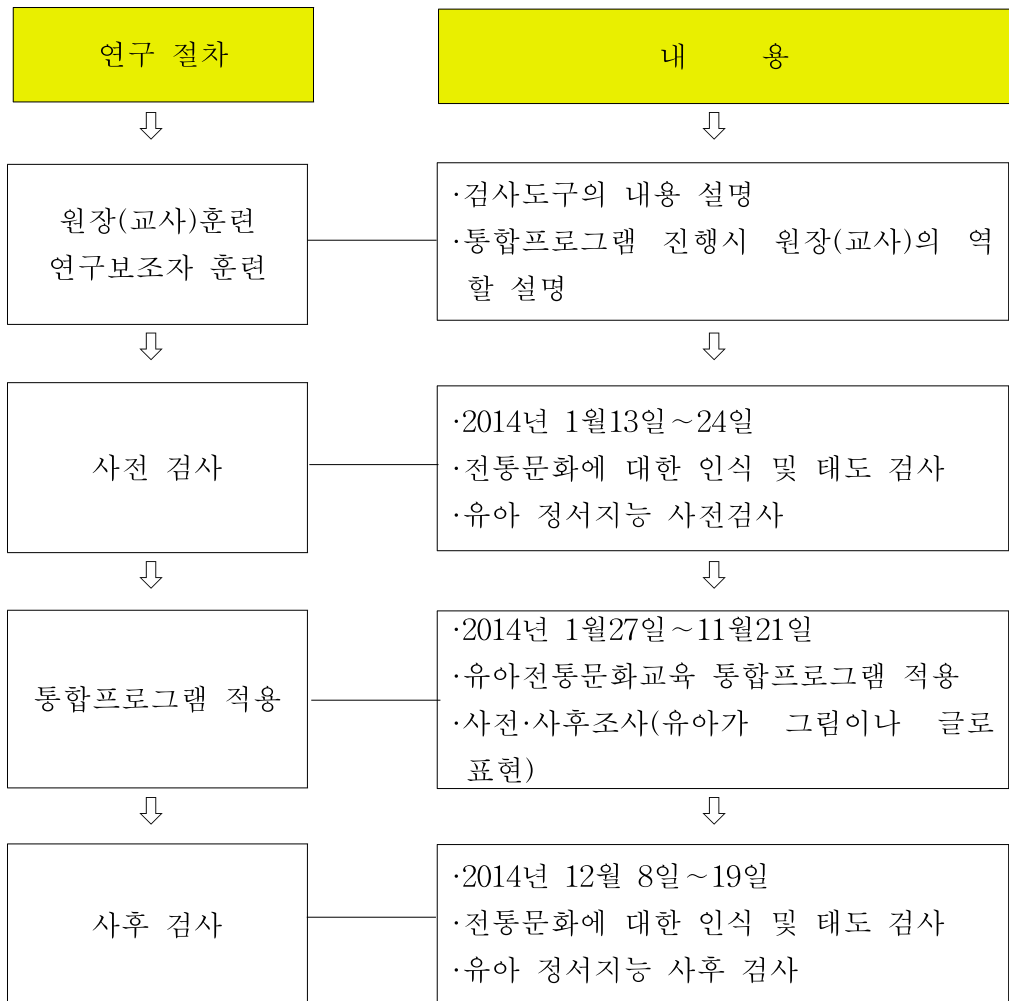 연구 절차
내 용
원장(교사)훈련
연구보조자 훈련
·검사도구의 내용 설명
·통합프로그램 진행시 원장(교사)의 역
할 설명
사전 검사
·2014년 1월13일~24일
·전통문화에 대한 인식 및 태도 검사
·유아 정서지능 사전검사
통합프로그램 적용
·2014년 1월27일~11월21일
·유아전통문화교육 통합프로그램 적용
·사전·사후조사(유아가 그림이나 글로
표현)
사후 검사
·2014년 12월 8일~19일
·전통문화에 대한 인식 및 태도 검사
·유아 정서지능 사후 검사